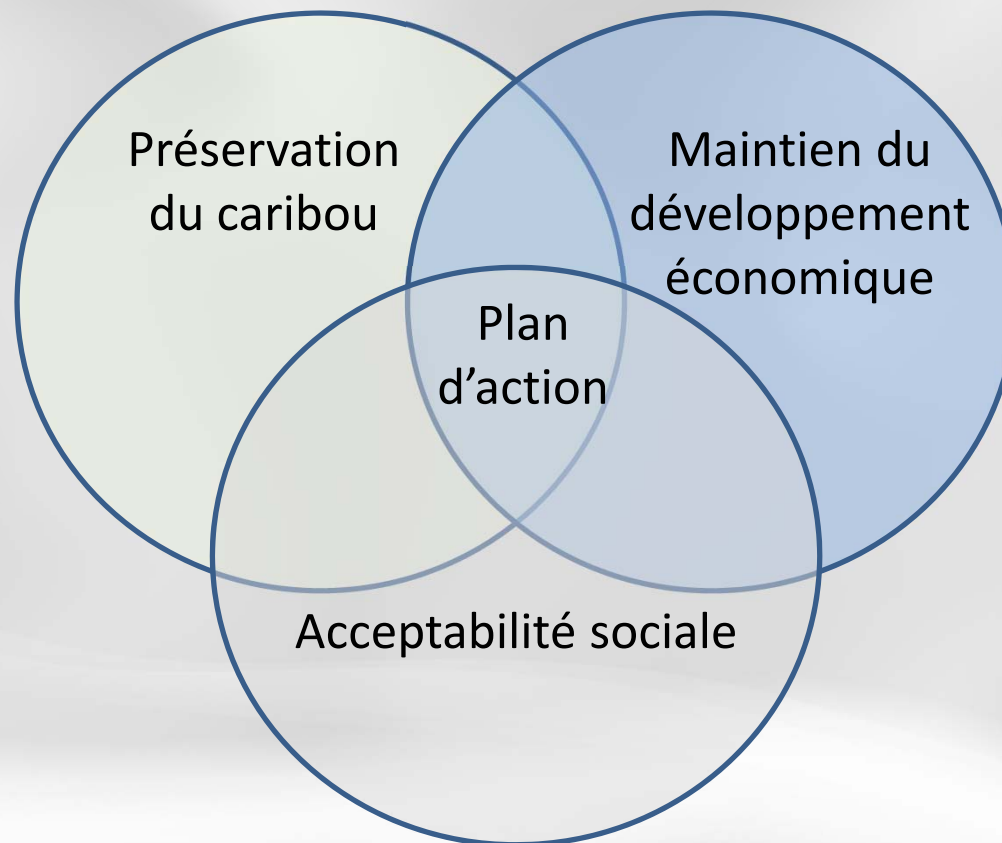 Préservation
du caribou
Maintien du
développement
économique
Plan
d’action
Acceptabilité sociale